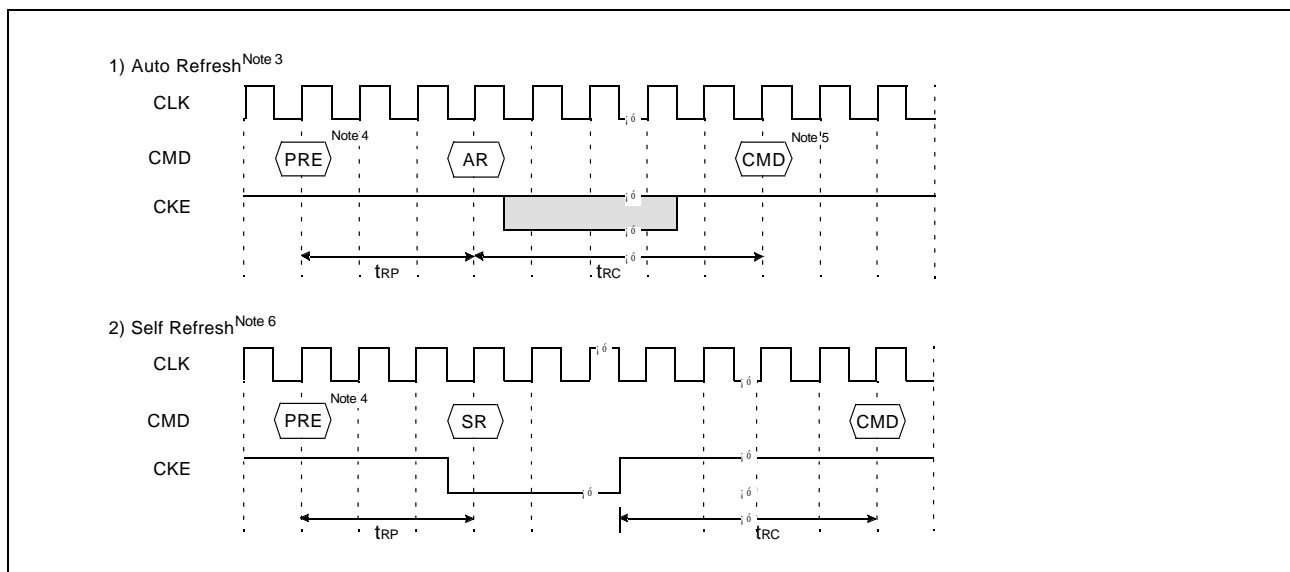 1) Auto Refresh Note 3
CLK
¡ó
CMD
PRE Note 4 AR CMD Note 5
CKE
¡ó
¡ó
¡ó
tRP tRC
2) Self Refresh Note 6
¡ó
CLK
¡ó
CMD
PRE Note 4 SR CMD
CKE
¡ó
¡ó ¡ó
¡ó
tRP tRC